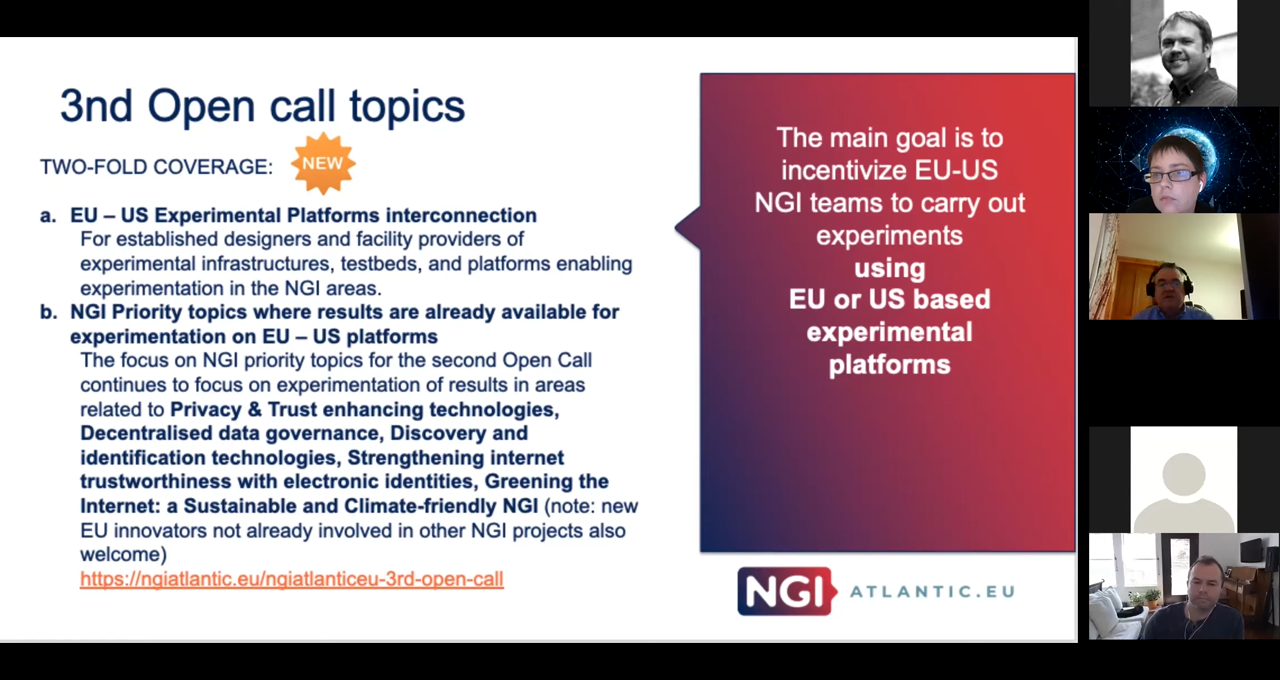 3nd Open call topics
TWO-FOLD COVERAGE:
NEW
a. EU – US Experimental Platforms interconnection
For established designers and facility providers of
experimental infrastructures, testbeds, and platforms enabling
experimentation in the NGI areas.
b. NGI Priority topics where results are already available for
experimentation on EU – US platforms
The focus on NGI priority topics for the second Open Call
continues to focus on experimentation of results in areas
related to Privacy & Trust enhancing technologies,
Decentralised data governance, Discovery and
identification technologies, Strengthening internet
trustworthiness with electronic identities, Greening the
Internet: a Sustainable and Climate-friendly NGI (note: new
EU innovators not already involved in other NGI projects also
welcome)
https://ngiatlantic.eu/ngiatlanticeu-3rd-open-call
The main goal is to
incentivize EU-US
NGI teams to carry out
experiments
using
EU or US based
experimental
platforms
NGI ATLANTIC.EU